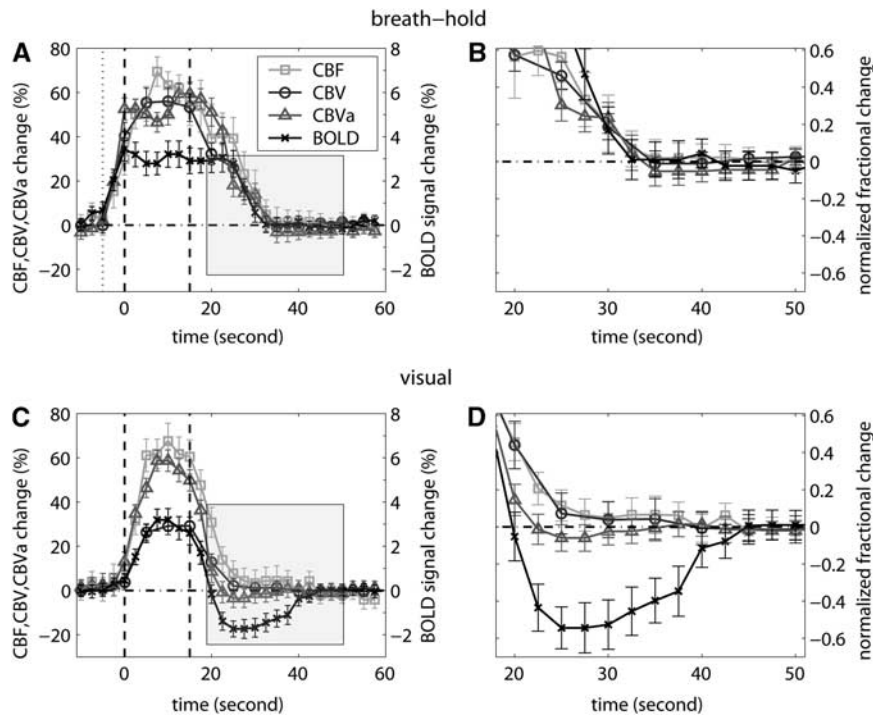 breath−hold
A
B
CBF,CBV,CBVa change (%)
80
60
40
20
0
−20
8
6
4
2
0
−2
BOLD signal change (%)
CBF
CBV
CBVa
BOLD
0 20 40 60
time (second)
0.6
0.4
0.2
0
−0.2
−0.4
−0.6
normalized fractional change
20 30 40 50
time (second)
visual
C
D
CBF,CBV,CBVa change (%)
80
60
40
20
0
−20
8
6
4
2
0
−2
BOLD signal change (%)
0 20 40 60
time (second)
0.6
0.4
0.2
0
−0.2
−0.4
−0.6
normalized fractional change
20 30 40 50
time (second)